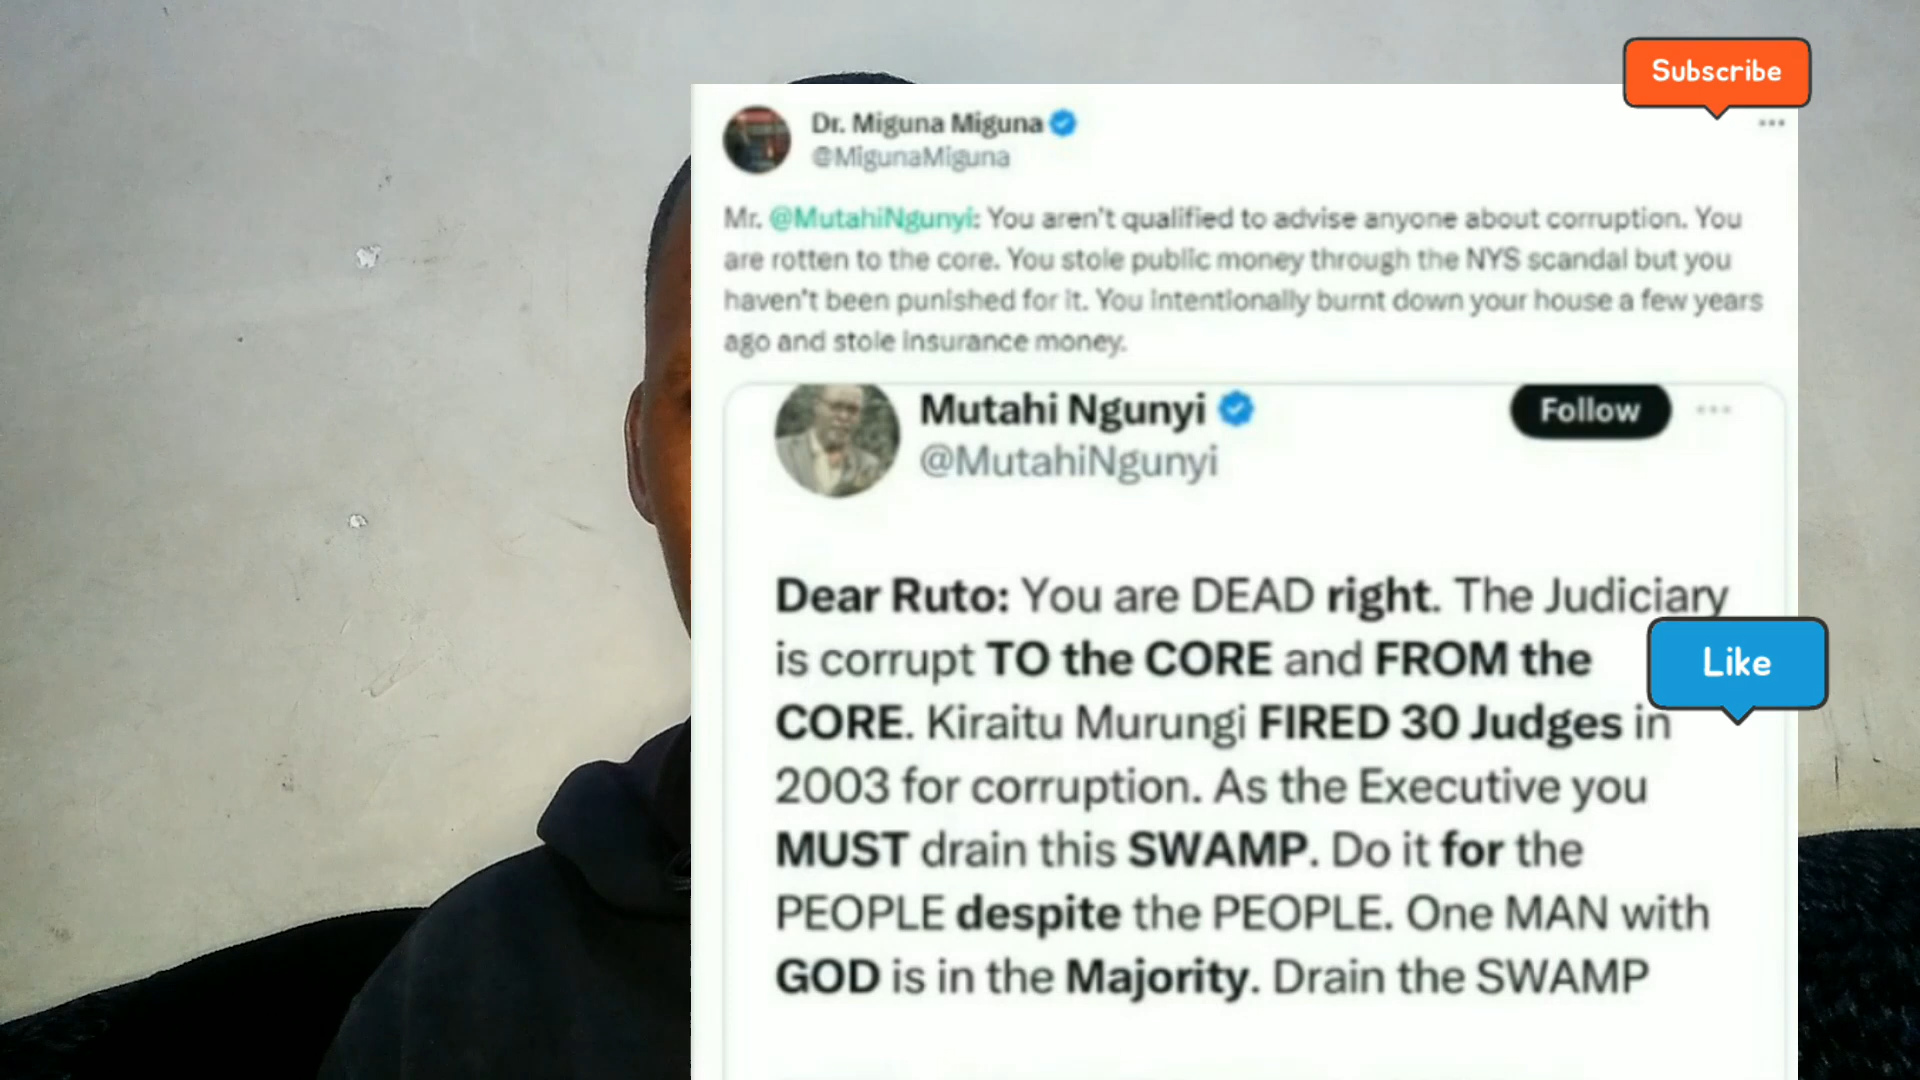 Subscribe
Dr. Miguna Miguna
@MigunaMiguna
Mr. @MutahiNgunyi: You aren't qualified to advise anyone about corruption. You
are rotten to the core. You stole public money through the NYS scandal but you
haven't been punished for it. You intentionally burnt down your house a few years
ago and stole insurance money.
Mutahi Ngunyi
Follow
@MutahiNgunyi
Dear Ruto: You are DEAD right. The Judiciary
is corrupt TO the CORE and FROM the
Like
CORE. Kiraitu Murungi FIRED 30 Judges in
2003 for corruption. As the Executive you
MUST drain this SWAMP. Do it for the
PEOPLE despite the PEOPLE. One MAN with
GOD is in the Majority. Drain the SWAMP